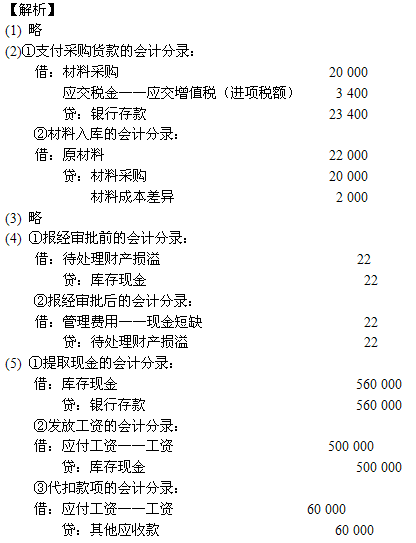 【解析】
(1) 略
(2)①支付采购货款的会计分录：
借：材料采购 20 000
应交税金一一应交增值税（进项税额） 3 400
贷：银行存款 23 400
②材料入库的会计分录：
借：原材料 22 000
贷：材料采购 20 000
材料成本差异 2 000
(3) 略
(4) ①报经审批前的会计分录：
借：待处理财产损溢 22
贷：库存现金 22
②报经审批后的会计分录：
借：管理费用一一现金短缺 22
贷：待处理财产损溢 22
(5) ①提取现金的会计分录：
借：库存现金 560 000
贷：银行存款 560 000
②发放工资的会计分录：
借：应付工资一一工资 500 000
贷：库存现金 500 000
③代扣款项的会计分录：
借：应付工资一一工资 60 000
贷：其他应收款 60 000